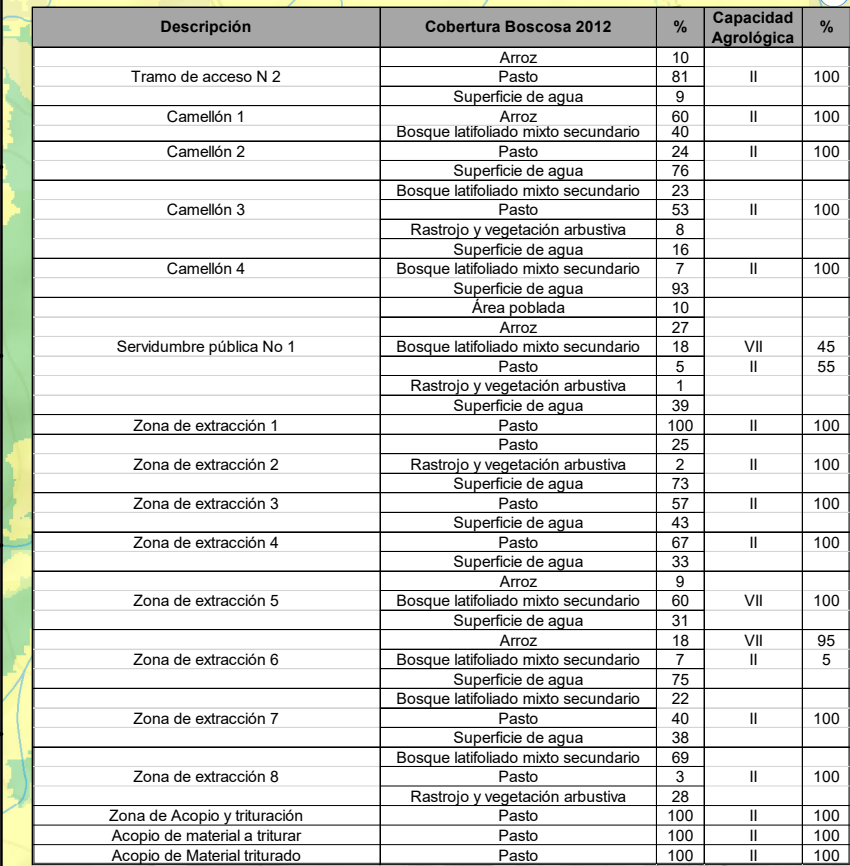 Descripción Cobertura Boscosa 2012 % Capacidad Agrológica %
Arroz 10
Tramo de acceso N 2 Pasto 81 II 100
Superficie de agua 9
Camellón 1 Arroz 60 II 100
Bosque latifoliado mixto secundario 40
Camellón 2 Pasto 24 II 100
Superficie de agua 76
Bosque latifoliado mixto secundario 23
Camellón 3 Pasto 53 II 100
Rastrojo y vegetación arbustiva 8
Superficie de agua 16
Camellón 4 Bosque latifoliado mixto secundario 7 II 100
Superficie de agua 93
Área poblada 10
Arroz 27
Servidumbre pública No 1 Bosque latifoliado mixto secundario 18 VII 45
Pasto 5 II 55
Rastrojo y vegetación arbustiva 1
Superficie de agua 39
Zona de extracción 1 Pasto 100 II 100
Pasto 25
Zona de extracción 2 Rastrojo y vegetación arbustiva 2 II 100
Superficie de agua 73
Zona de extracción 3 Pasto 57 II 100
Superficie de agua 43
Zona de extracción 4 Pasto 67 II 100
Superficie de agua 33
Arroz 9
Zona de extracción 5 Bosque latifoliado mixto secundario 60 VII 100
Superficie de agua 31
Arroz 18 VII 95
Zona de extracción 6 Bosque latifoliado mixto secundario 7 II 5
Superficie de agua 75
Bosque latifoliado mixto secundario 22
Zona de extracción 7 Pasto 40 II 100
Superficie de agua 38
Bosque latifoliado mixto secundario 69
Zona de extracción 8 Pasto 3 II 100
Rastrojo y vegetación arbustiva 28
Zona de Acopio y trituración Pasto 100 II 100
Acopio de material a triturar Pasto 100 II 100
Acopio de Material triturado Pasto 100 II 100